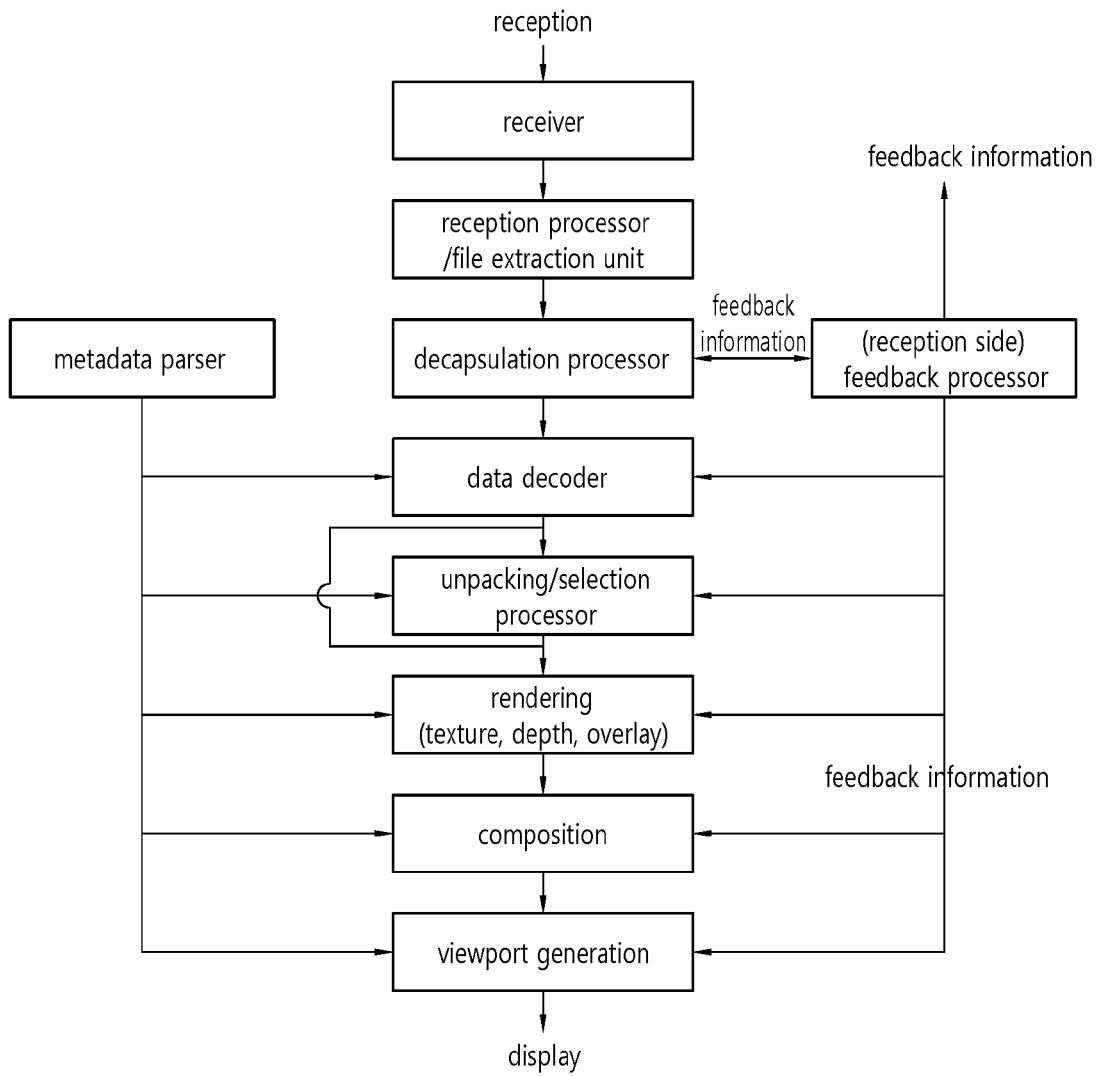 reception
receiver
feedback information
reception processor
/file extraction unit
metadata parser
decapsulation processor
feedback
information
(reception side)
feedback processor
data decoder
unpacking/selection
processor
rendering
(texture, depth, overlay)
feedback information
composition
viewport generation
display